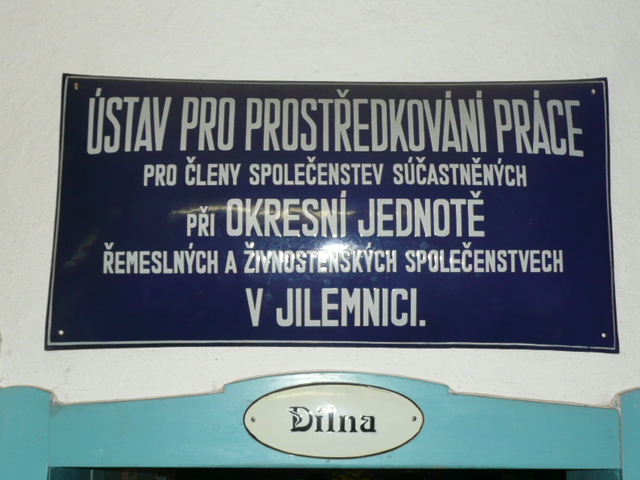 ÚSTAV PRO PROSTŘEDKOVÁNÍ PRÁCE
PRO ČLENY SPOLEČENSTEV SÚČASTNĚNÝCH
PŘI OKRESNÍ JEDNOTĚ
ŘEMESLNÝCH A ŽIVNOSTENSKÝCH SPOLEČENSTVECH
V JILEMNICI.
Dílna